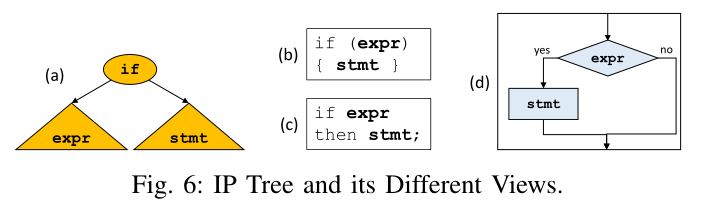 (a)
if
expr
stmt
(b)
if (expr)
{ stmt }
(c)
if expr
then stmt;
(d)
yes
expr
no
stmt
Fig. 6: IP Tree and its Different Views.